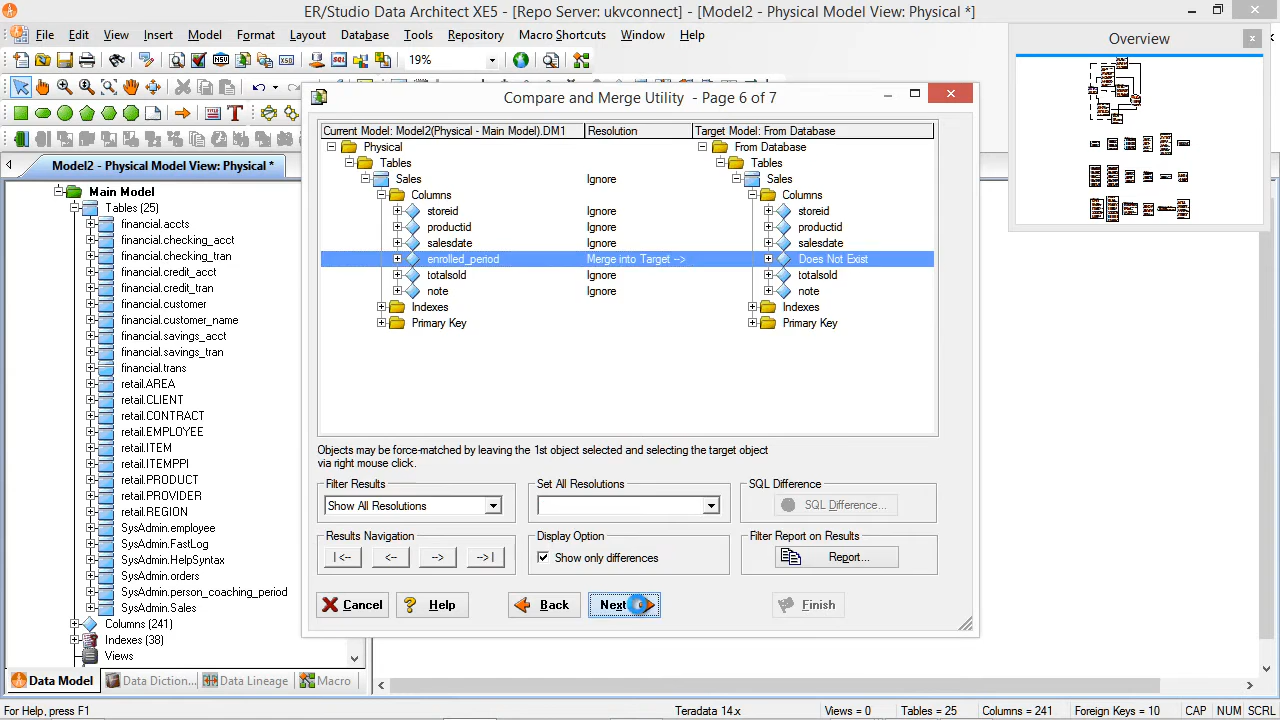 ER/Studio Data Architect XE5 - [Repo Server: ukvconnect] - [Model2 - Physical Model View: Physical *]
File Edit View Insert Model Format Layout Database Tools Repository Macro Shortcuts Window Help
19%
Model2 - Physical Model View: Physical *
Main Model
Tables (25)
financial.accts
financial.checking_acct
financial.checking_tran
financial.credit_acct
financial.credit_tran
financial.customer
financial.customer_name
financial.savings_acct
financial.savings_tran
financial.trans
retail.AREA
retail.CLIENT
retail.CONTRACT
retail.EMPLOYEE
retail.ITEM
retail.ITEMPPI
retail.PRODUCT
retail.PROVIDER
retail.REGION
SysAdmin.employee
SysAdmin.FastLog
SysAdmin.HelpSyntax
SysAdmin.orders
SysAdmin.person_coaching_period
SysAdmin.Sales
Columns (241)
Indexes (38)
Views
Data Model Data Diction... Data Lineage Macro
Compare and Merge Utility - Page 6 of 7
Current Model: Model2(Physical - Main Model).DM1 Resolution Target Model: From Database
Physical From Database
Tables Tables
Sales Ignore Sales
Columns Columns
storeid Ignore storeid
productid Ignore productid
salesdate Ignore salesdate
enrolled_period Merge into Target --> Does Not Exist
totalsold Ignore totalsold
note Ignore note
Indexes Indexes
Primary Key Primary Key
Objects may be force-matched by leaving the 1st object selected and selecting the target object
via right mouse click.
Filter Results Set All Resolutions SQL Difference
Show All Resolutions SQL Difference...
Results Navigation Display Option Filter Report on Results
|<-- <-- --> -->| Show only differences Report...
Cancel Help Back Next Finish
Overview
For Help, press F1 Teradata 14.x Views = 0 Tables = 25 Columns = 241 Foreign Keys = 10 CAP NUM SCRL